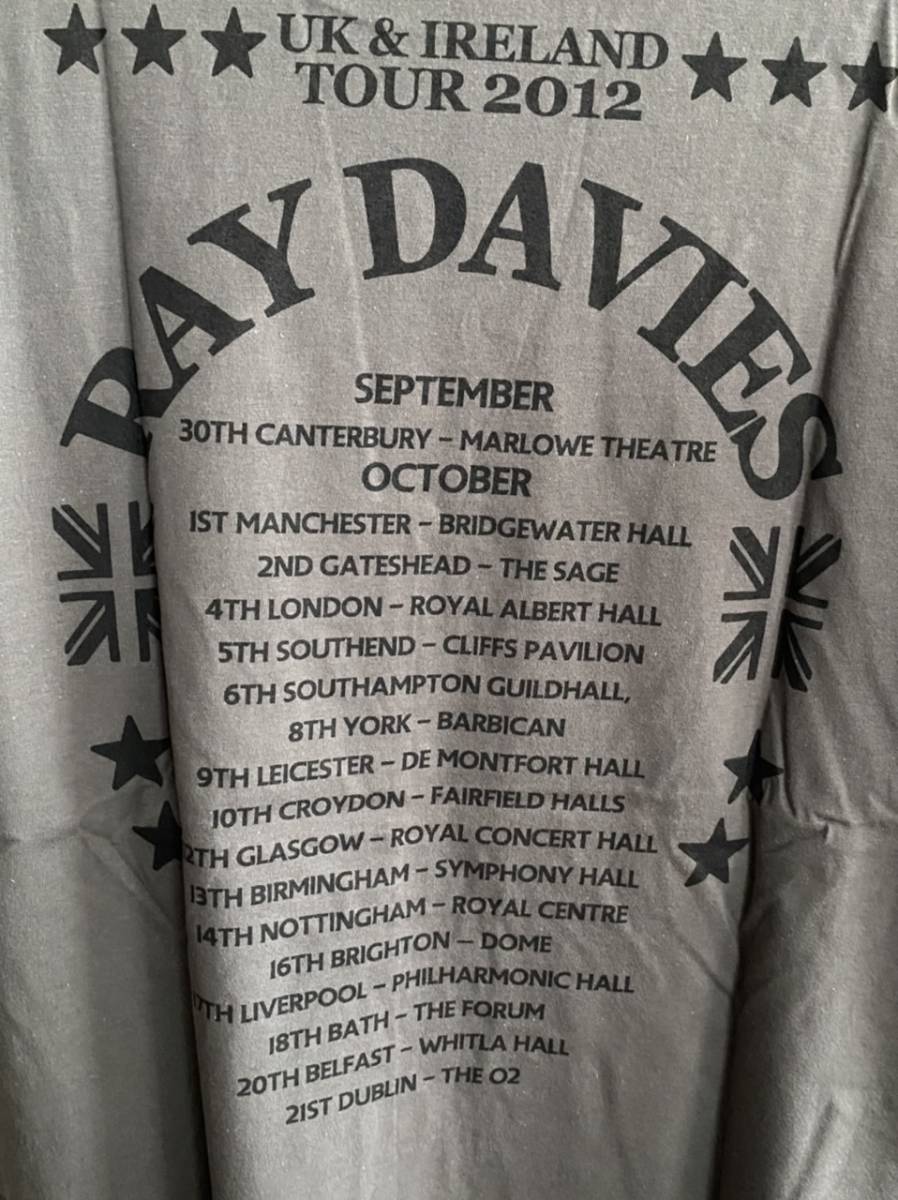 UK & IRELAND
TOUR 2012
RAY DAVIES
SEPTEMBER
30TH CANTERBURY – MARLOWE THEATRE
OCTOBER
1ST MANCHESTER – BRIDGEWATER HALL
2ND GATESHEAD – THE SAGE
4TH LONDON – ROYAL ALBERT HALL
5TH SOUTHEND – CLIFFS PAVILION
6TH SOUTHAMPTON GUILDHALL,
8TH YORK – BARBICAN
9TH LEICESTER – DE MONTFORT HALL
10TH CROYDON – FAIRFIELD HALLS
2TH GLASGOW – ROYAL CONCERT HALL
13TH BIRMINGHAM – SYMPHONY HALL
14TH NOTTINGHAM – ROYAL CENTRE
16TH BRIGHTON – DOME
17TH LIVERPOOL – PHILHARMONIC HALL
18TH BATH – THE FORUM
20TH BELFAST – WHITLA HALL
21ST DUBLIN – THE O2